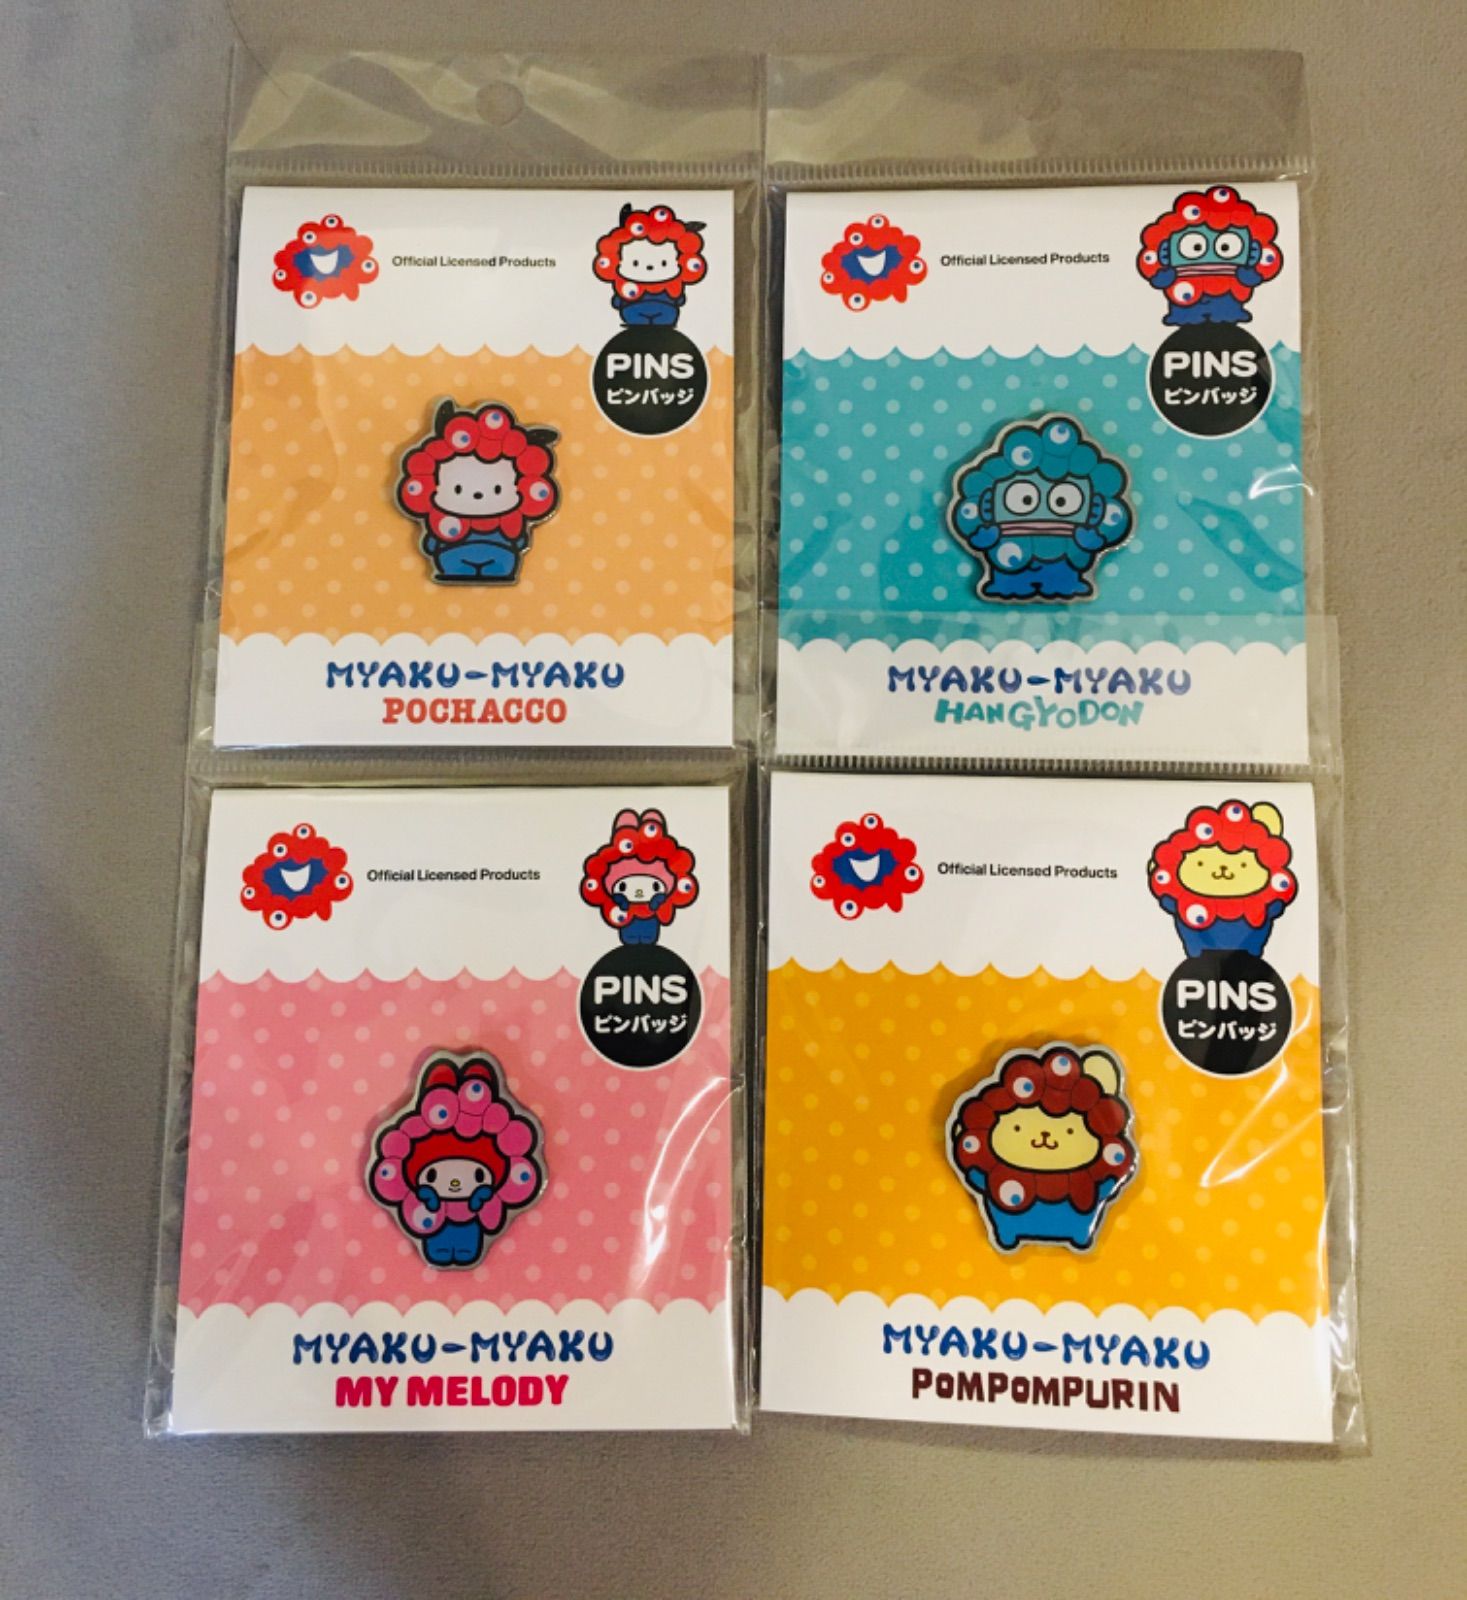 Official Licensed Products
PINS
ピンバッジ
MYAKU-MYAKU
POCHACCO
Official Licensed Products
PINS
ピンバッジ
MYAKU-MYAKU
HANGYODON
Official Licensed Products
PINS
ピンバッジ
MYAKU-MYAKU
MY MELODY
Official Licensed Products
PINS
ピンバッジ
MYAKU-MYAKU
POMPOMPURIN